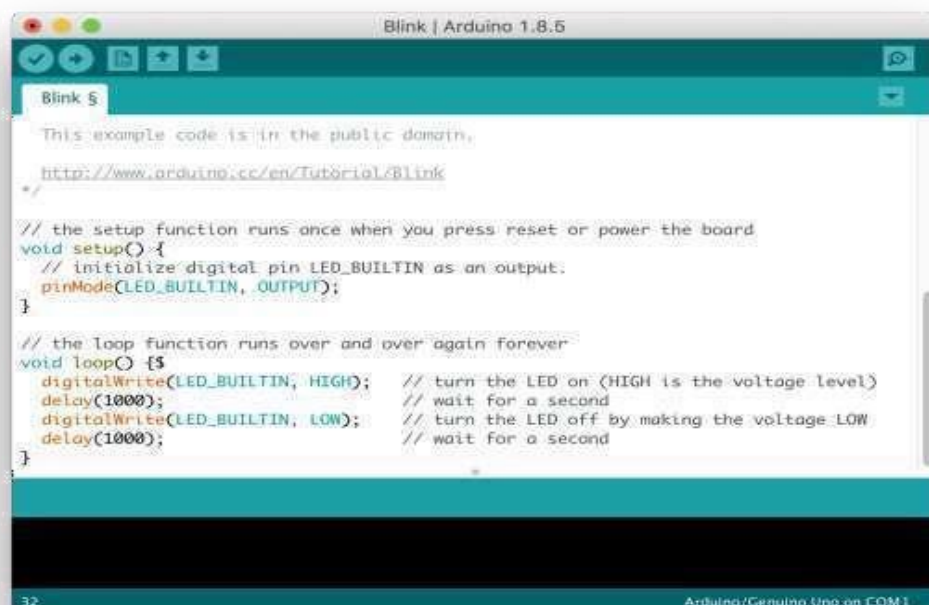 Blink | Arduino 1.8.5
Blink §
This example code is in the public domain.
http://www.arduino.cc/en/Tutorial/Blink
*/
// the setup function runs once when you press reset or power the board
void setup() {
// initialize digital pin LED_BUILTIN as an output.
pinMode(LED_BUILTIN, OUTPUT);
}
// the loop function runs over and over again forever
void loop() {$
digitalWrite(LED_BUILTIN, HIGH); // turn the LED on (HIGH is the voltage level)
delay(1000); // wait for a second
digitalWrite(LED_BUILTIN, LOW); // turn the LED off by making the voltage LOW
delay(1000); // wait for a second
}
32 Arduino/Genuino Uno on COM1